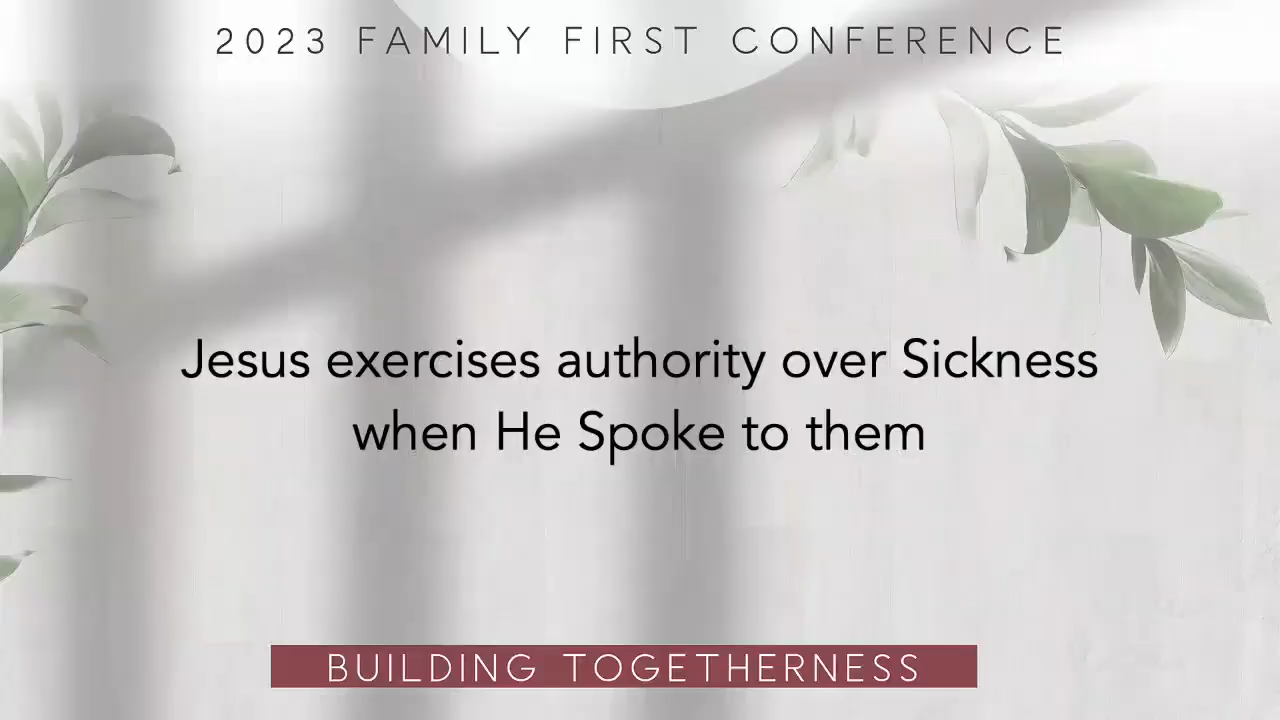 2023 FAMILY FIRST CONFERENCE
Jesus exercises authority over Sickness
when He Spoke to them
BUILDING TOGETHERNESS